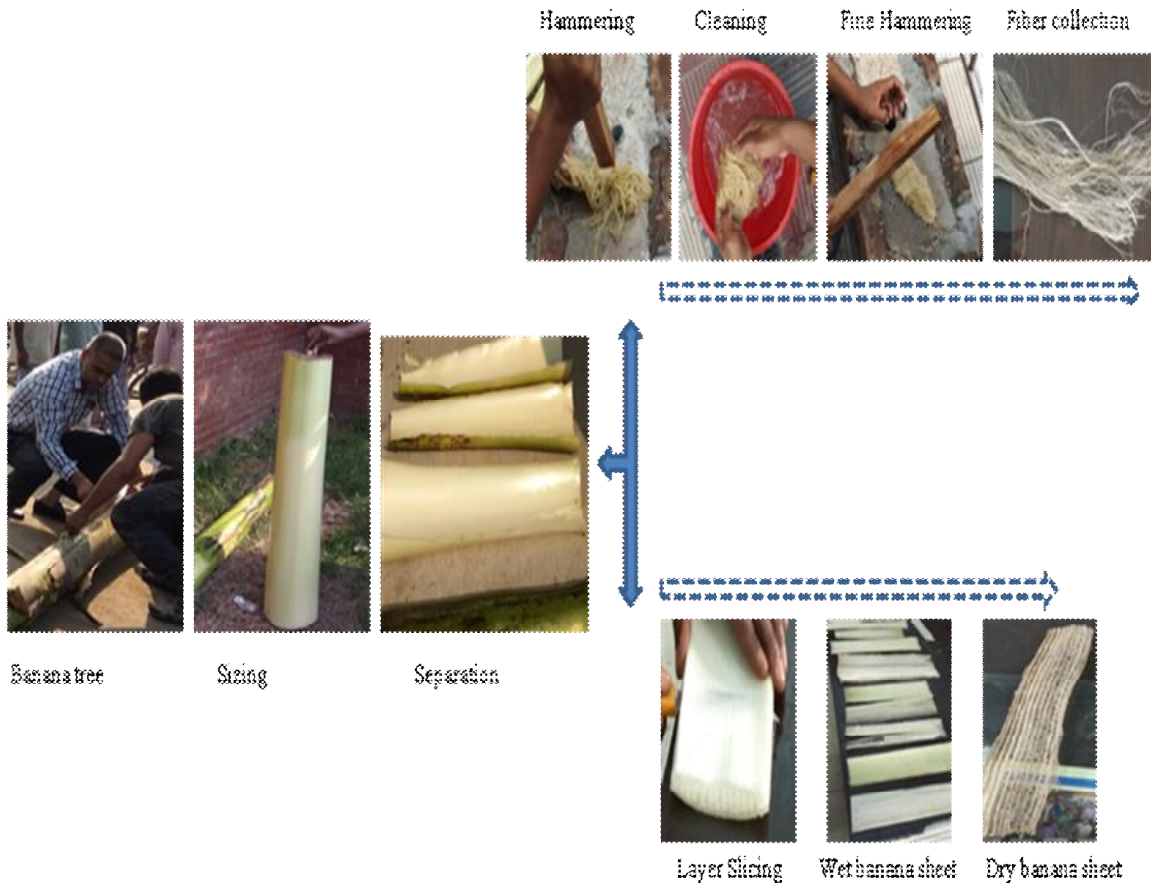 Hammering Cleaning Fine Hammering Fiber collection
Banana tree Sizing Separation
Layer Slicing Wet banana sheet Dry banana sheet